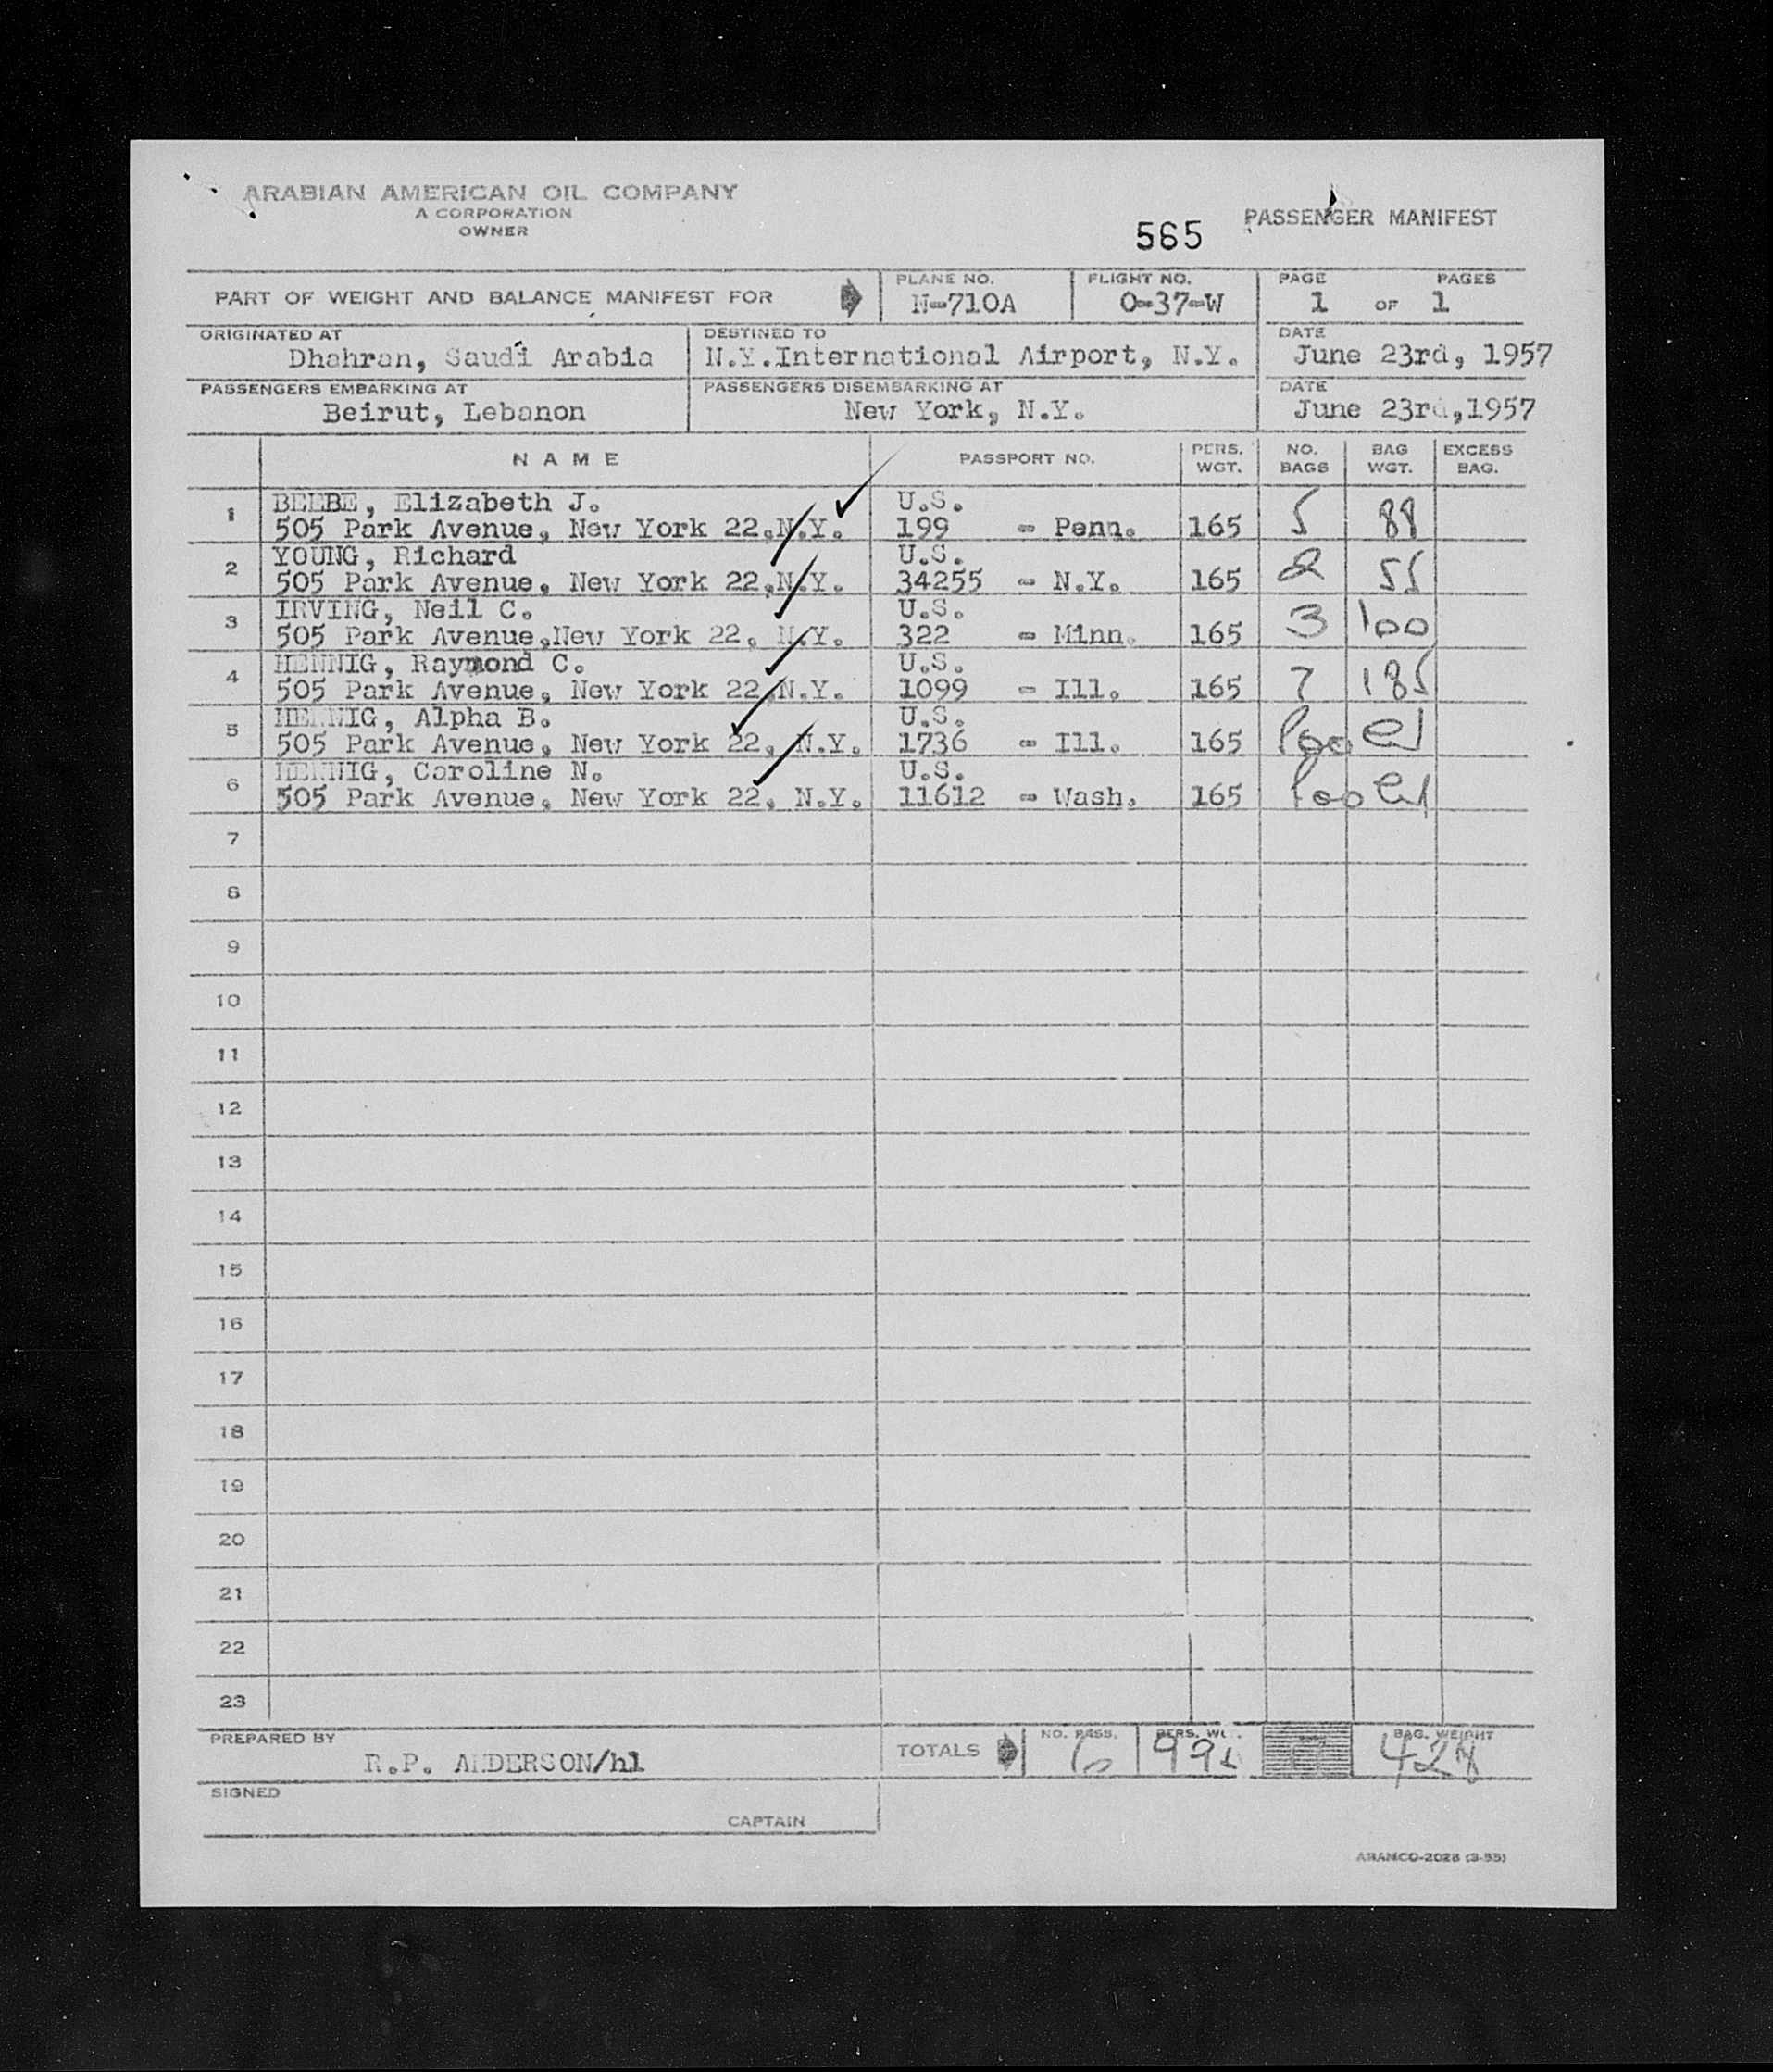 ARABIAN AMERICAN OIL COMPANY
A CORPORATION
OWNER
565 PASSENGER MANIFEST
PART OF WEIGHT AND BALANCE MANIFEST FOR
PLANE NO. N-710A
FLIGHT NO. O-37-W
PAGE 1 OF 1 PAGES
ORIGINATED AT Dhahran, Saudi Arabia
DESTINED TO N.Y.International Airport, N.Y.
DATE June 23rd, 1957
PASSENGERS EMBARKING AT Beirut, Lebanon
PASSENGERS DISEMBARKING AT New York, N.Y.
DATE June 23rd,1957
NAME PASSPORT NO. PERS. WGT. NO. BAGS BAG WGT. EXCESS BAG.
1 BEEBE, Elizabeth J. U.S.
505 Park Avenue, New York 22,N.Y. 199 - Penn. 165 5 88
2 YOUNG, Richard U.S.
505 Park Avenue, New York 22,N.Y. 34255 - N.Y. 165 2 55
3 IRVING, Neil C. U.S.
505 Park Avenue,New York 22, N.Y. 322 - Minn. 165 3 100
4 HENNIG, Raymond C. U.S.
505 Park Avenue, New York 22,N.Y. 1099 - Ill. 165 7 185
5 HENNIG, Alpha B. U.S.
505 Park Avenue, New York 22, N.Y. 1736 - Ill. 165 Pooled
6 HENNIG, Caroline N. U.S.
505 Park Avenue, New York 22, N.Y. 11612 - Wash. 165 Pooled
7
8
9
10
11
12
13
14
15
16
17
18
19
20
21
22
23
PREPARED BY R.P. ANDERSON/hl
TOTALS NO. PASS. 6 PERS. WGT. 990 BAG. WEIGHT 428
SIGNED
CAPTAIN
ARAMCO-2028 (3-55)